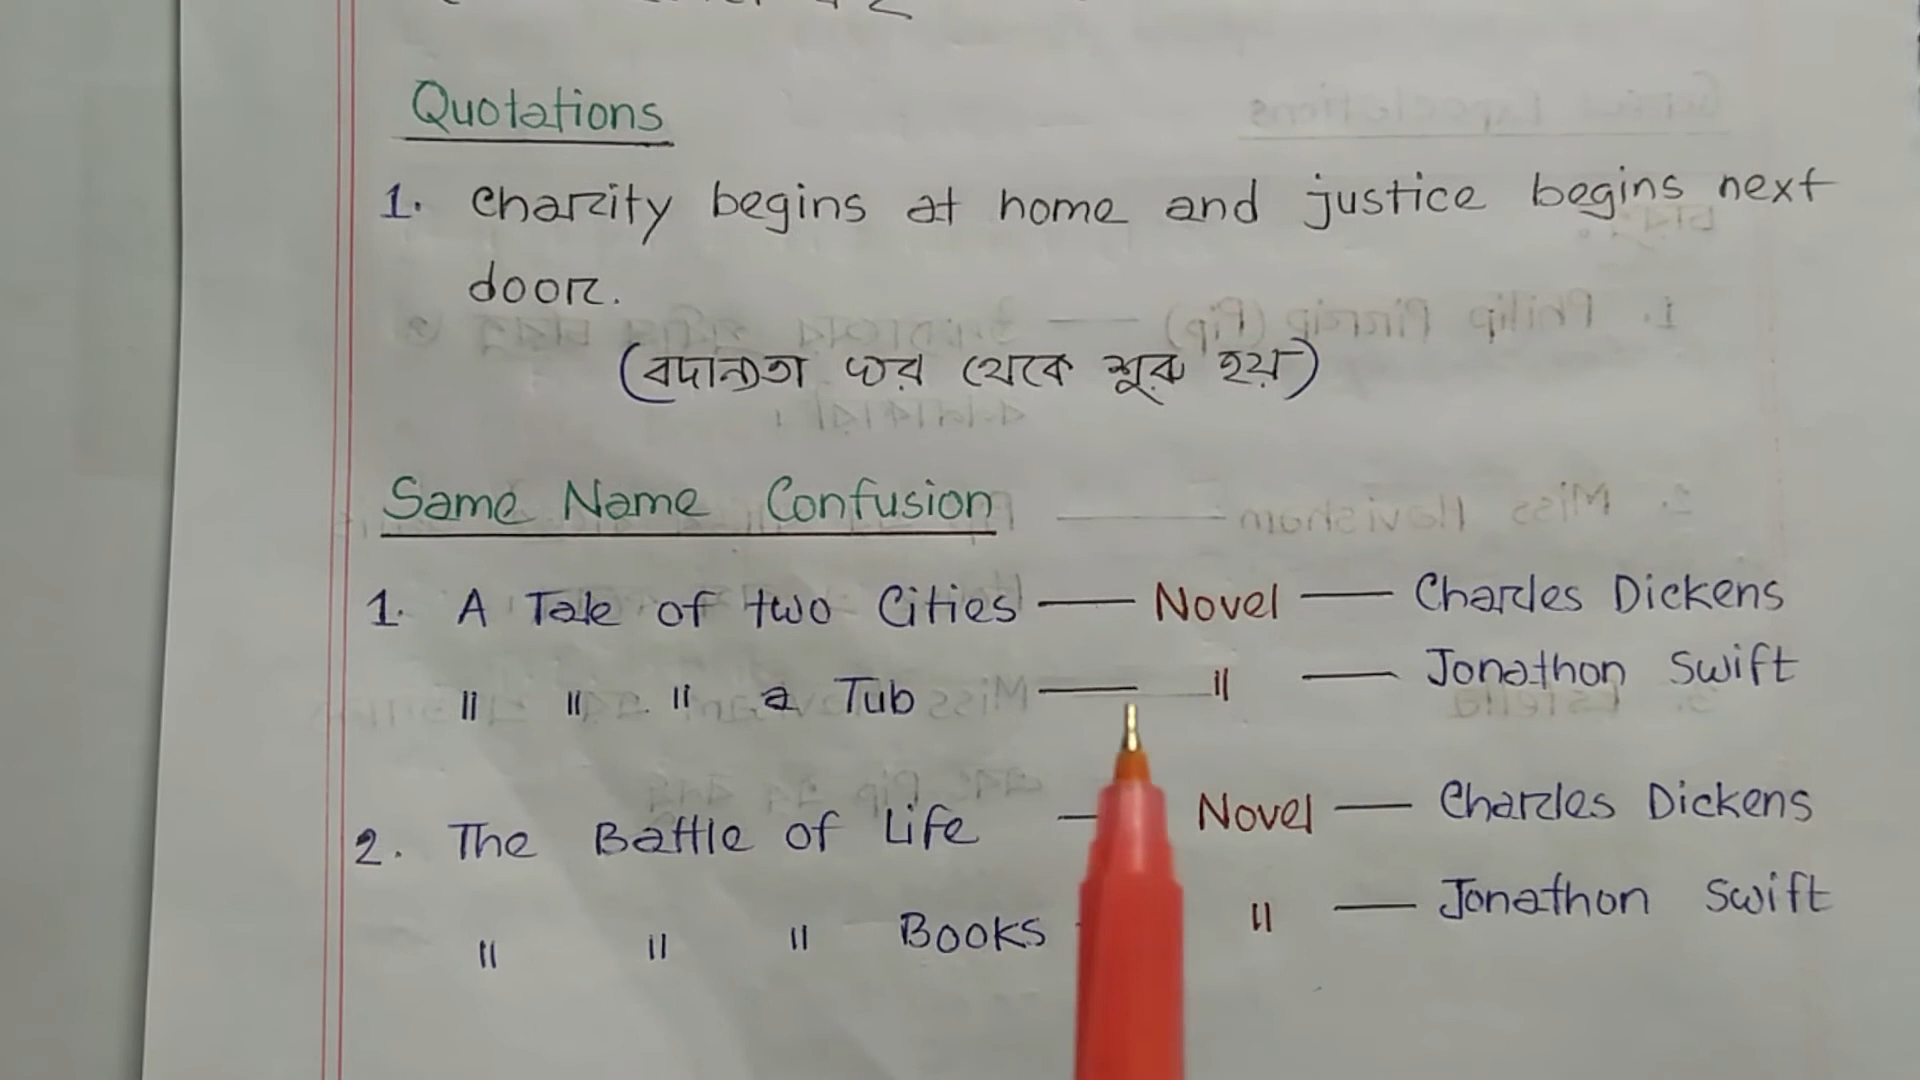 Quotations
1. Charity begins at home and justice begins next
door.
(বদান্যতা ঘর থেকে শুরু হয়)
Same Name Confusion
1. A Tale of two Cities — Novel — Charles Dickens
" " " a Tub — " — Jonathon Swift
2. The Battle of Life — Novel — Charles Dickens
" " " Books - " — Jonathon Swift